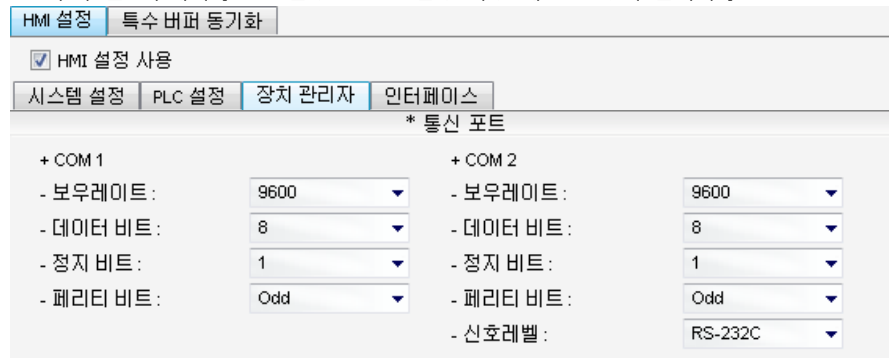 HMI 설정 특수 버퍼 동기화
HMI 설정 사용
시스템 설정 PLC 설정 장치 관리자 인터페이스
* 통신 포트
+ COM 1 + COM 2
- 보우레이트 : 9600 - 보우레이트 : 9600
- 데이터 비트 : 8 - 데이터 비트 : 8
- 정지 비트 : 1 - 정지 비트 : 1
- 페리티 비트 : Odd - 페리티 비트 : Odd
- 신호레벨 : RS-232C